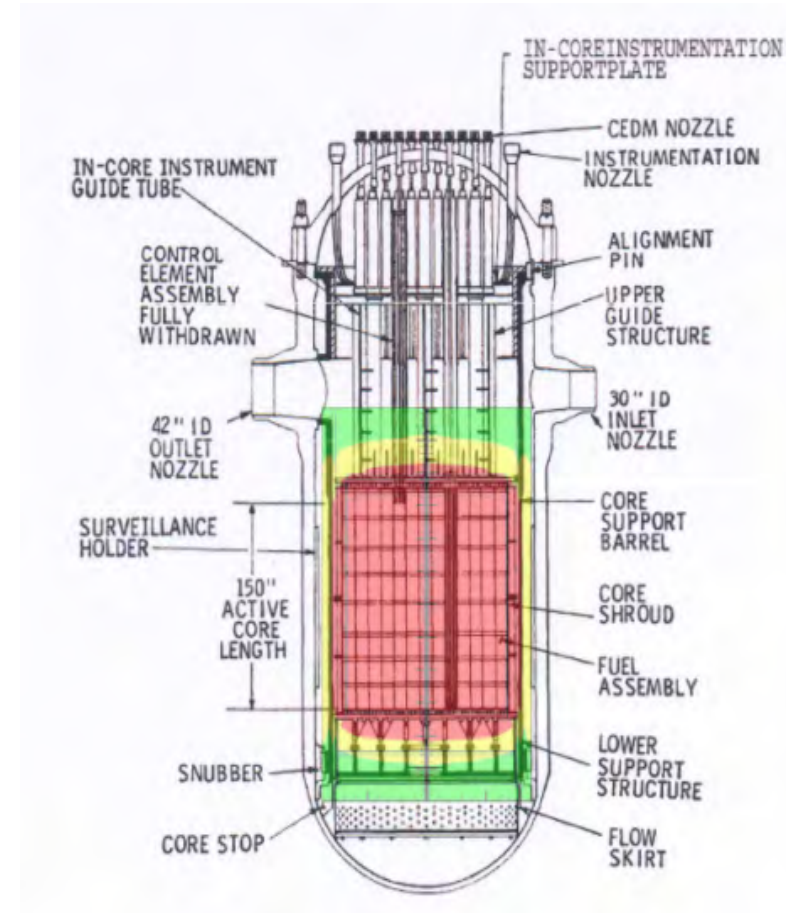 IN-COREINSTRUMENTATION
SUPPORTPLATE
CEDM NOZZLE
INSTRUMENTATION
NOZZLE
IN-CORE INSTRUMENT
GUIDE TUBE
ALIGNMENT
PIN
CONTROL
ELEMENT
ASSEMBLY
FULLY
WITHDRAWN
UPPER
GUIDE
STRUCTURE
42" ID
OUTLET
NOZZLE
30" ID
INLET
NOZZLE
SURVEILLANCE
HOLDER
CORE
SUPPORT
BARREL
150"
ACTIVE
CORE
LENGTH
CORE
SHROUD
FUEL
ASSEMBLY
SNUBBER
LOWER
SUPPORT
STRUCTURE
CORE STOP
FLOW
SKIRT